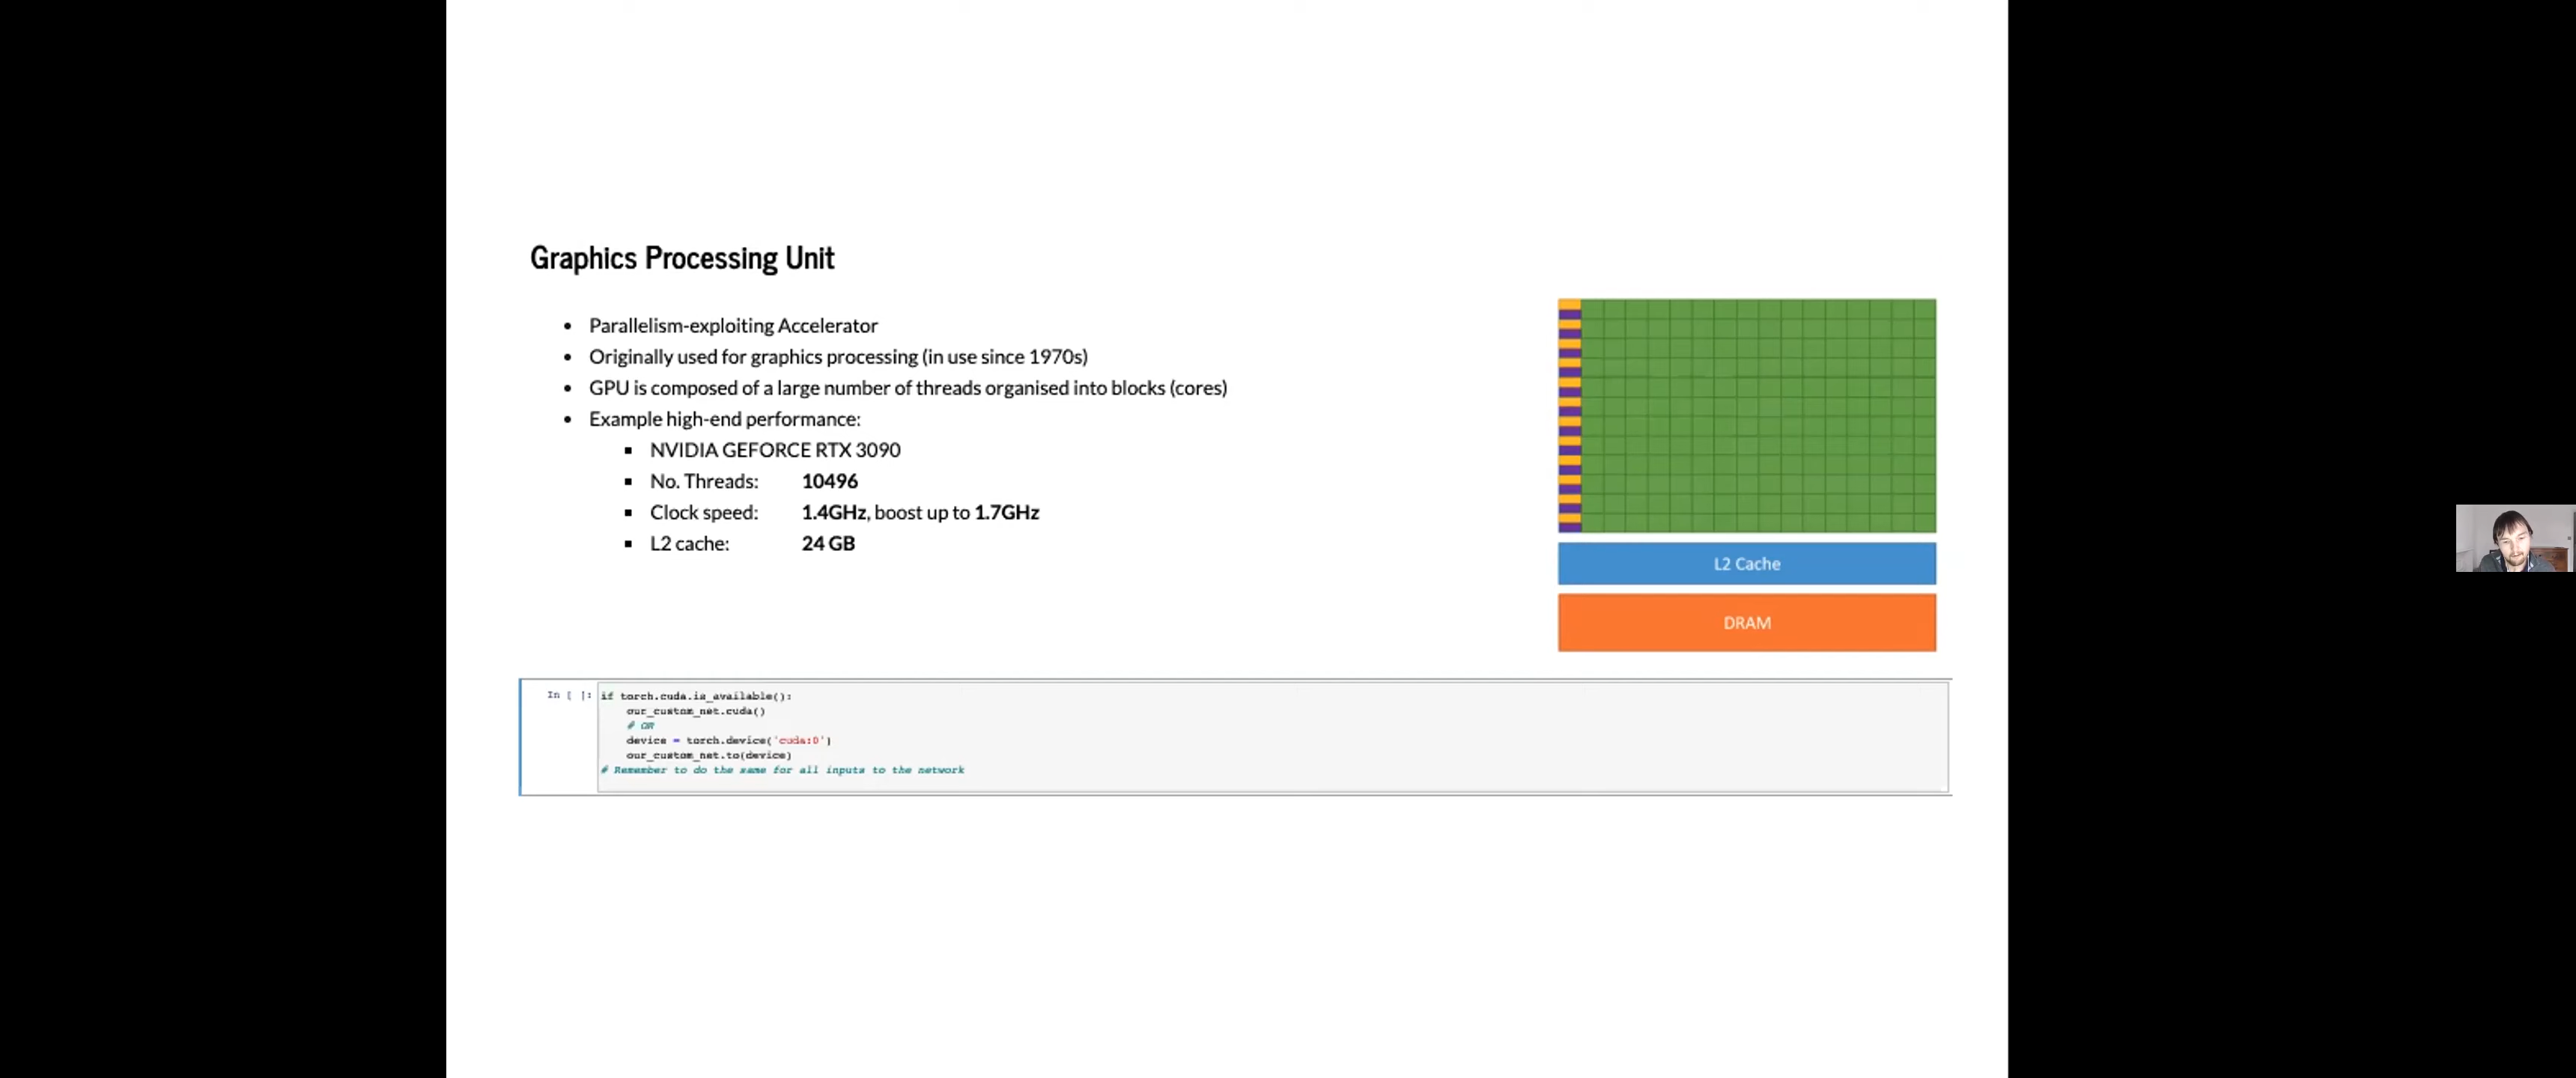 Graphics Processing Unit
Parallelism-exploiting Accelerator
Originally used for graphics processing (in use since 1970s)
GPU is composed of a large number of threads organised into blocks (cores)
Example high-end performance:
NVIDIA GEFORCE RTX 3090
No. Threads: 10496
Clock speed: 1.4GHz, boost up to 1.7GHz
L2 cache: 24 GB
L2 Cache
DRAM
In [ ]: if torch.cuda.is_available():
our_custom_net.cuda()
# OR
device = torch.device('cuda:0')
our_custom_net.to(device)
# Remember to do the same for all inputs to the network